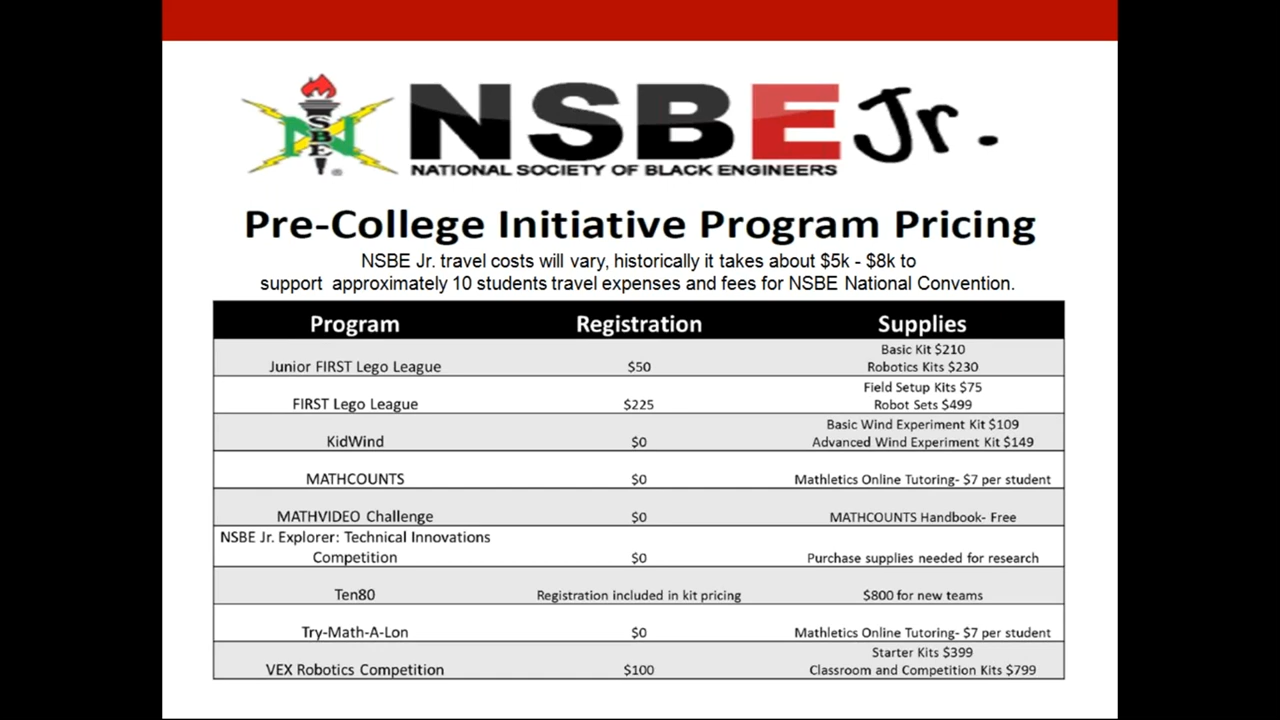 NSBE Jr.
NATIONAL SOCIETY OF BLACK ENGINEERS
NSBE
Pre-College Initiative Program Pricing
NSBE Jr. travel costs will vary, historically it takes about $5k - $8k to
support approximately 10 students travel expenses and fees for NSBE National Convention.
Program Registration Supplies
Basic Kit $210
Junior FIRST Lego League $50 Robotics Kits $230
Field Setup Kits $75
FIRST Lego League $225 Robot Sets $499
Basic Wind Experiment Kit $109
KidWind $0 Advanced Wind Experiment Kit $149
MATHCOUNTS $0 Mathletics Online Tutoring- $7 per student
MATHVIDEO Challenge $0 MATHCOUNTS Handbook- Free
NSBE Jr. Explorer: Technical Innovations
Competition $0 Purchase supplies needed for research
Ten80 Registration included in kit pricing $800 for new teams
Try-Math-A-Lon $0 Mathletics Online Tutoring- $7 per student
Starter Kits $399
VEX Robotics Competition $100 Classroom and Competition Kits $799